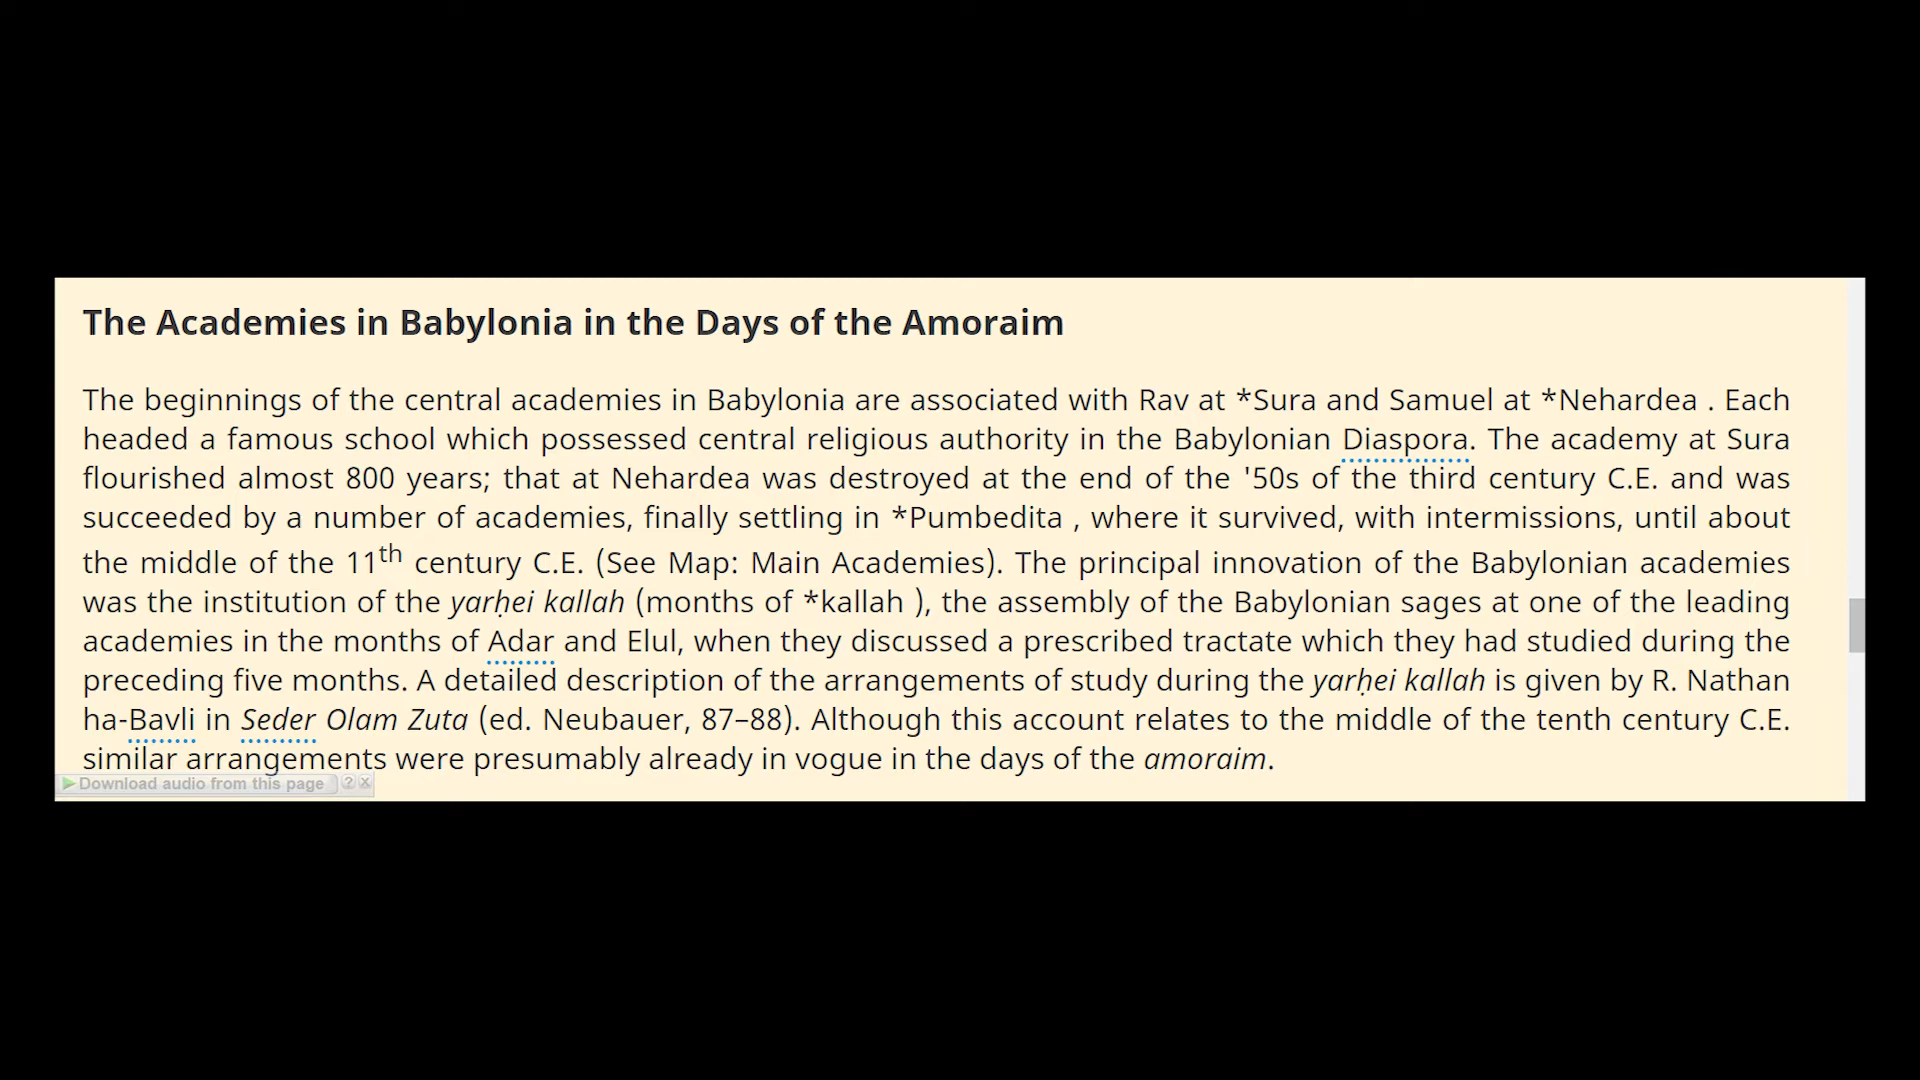 The Academies in Babylonia in the Days of the Amoraim
The beginnings of the central academies in Babylonia are associated with Rav at *Sura and Samuel at *Nehardea . Each
headed a famous school which possessed central religious authority in the Babylonian Diaspora. The academy at Sura
flourished almost 800 years; that at Nehardea was destroyed at the end of the '50s of the third century C.E. and was
succeeded by a number of academies, finally settling in *Pumbedita , where it survived, with intermissions, until about
the middle of the 11th century C.E. (See Map: Main Academies). The principal innovation of the Babylonian academies
was the institution of the yarḥei kallah (months of *kallah ), the assembly of the Babylonian sages at one of the leading
academies in the months of Adar and Elul, when they discussed a prescribed tractate which they had studied during the
preceding five months. A detailed description of the arrangements of study during the yarḥei kallah is given by R. Nathan
ha-Bavli in Seder Olam Zuta (ed. Neubauer, 87–88). Although this account relates to the middle of the tenth century C.E.
similar arrangements were presumably already in vogue in the days of the amoraim.
Download audio from this page ? x